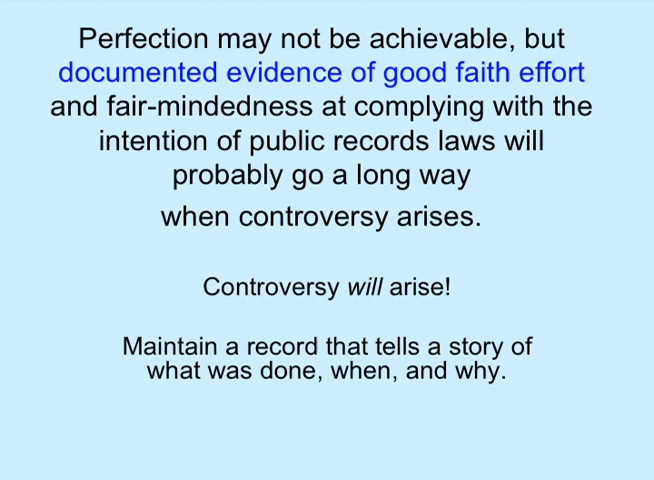 Perfection may not be achievable, but
documented evidence of good faith effort
and fair-mindedness at complying with the
intention of public records laws will
probably go a long way
when controversy arises.
Controversy will arise!
Maintain a record that tells a story of
what was done, when, and why.